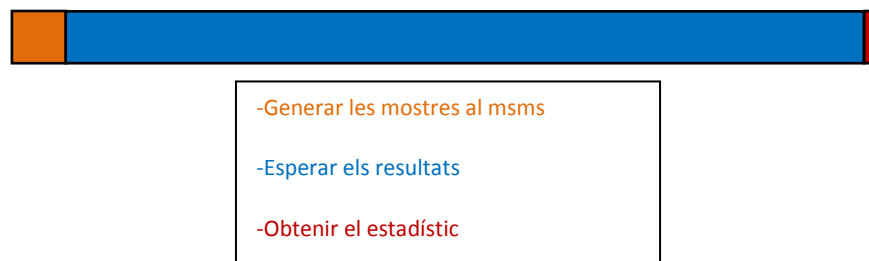 -Generar les mostres al msms
-Esperar els resultats
-Obtenir el estadístic